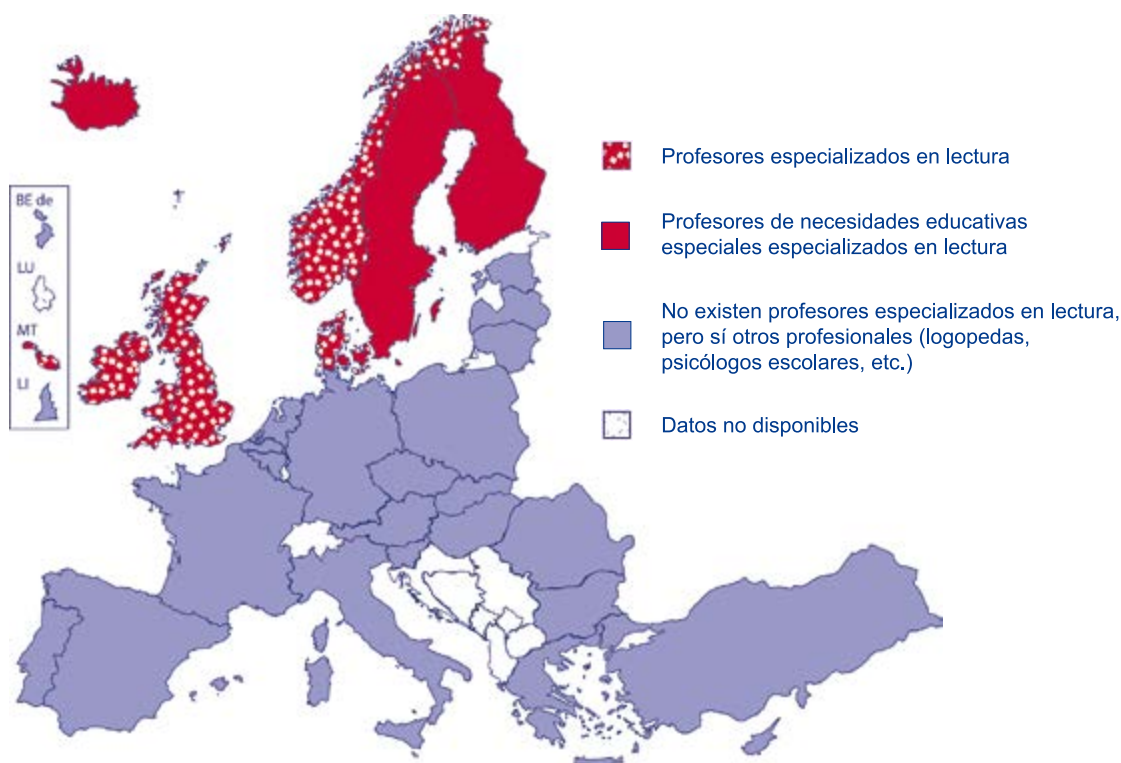 BE de
LU
MT
LI
Profesores especializados en lectura
Profesores de necesidades educativas
especiales especializados en lectura
No existen profesores especializados en lectura,
pero sí otros profesionales (logopedas,
psicólogos escolares, etc.)
Datos no disponibles